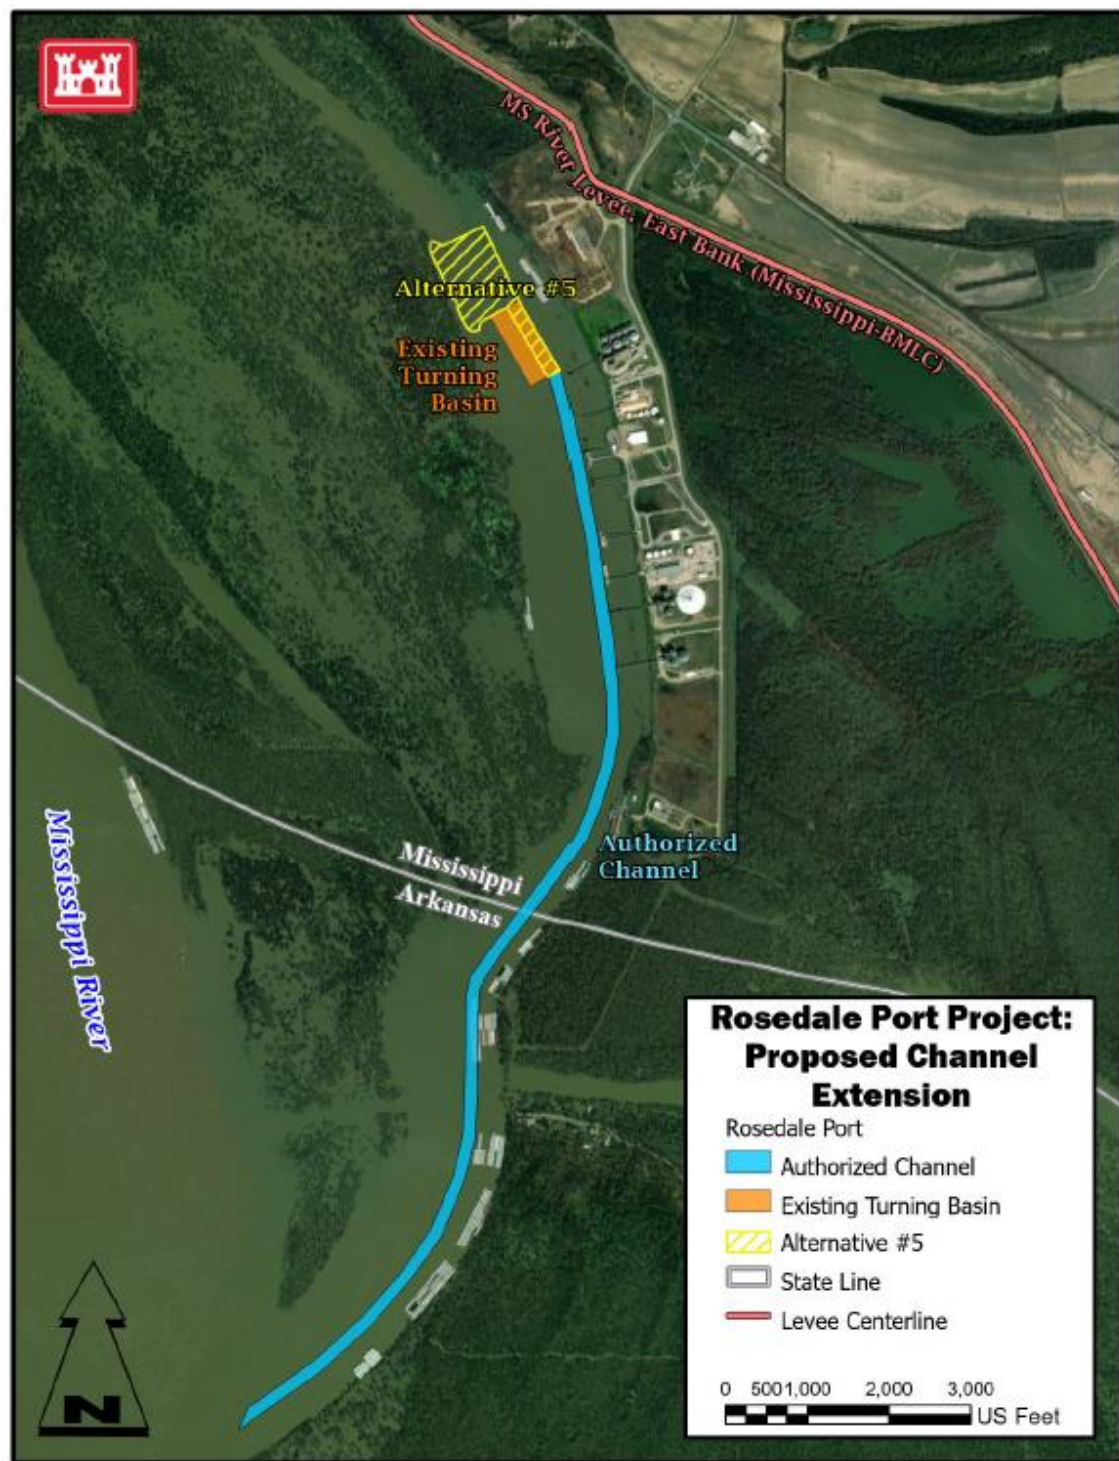 MS River Levee, East Bank (Mississippi-BMLC)
Alternative #5
Existing
Turning
Basin
Mississippi River
Authorized
Channel
Mississippi
Arkansas
Rosedale Port Project:
Proposed Channel
Extension
Rosedale Port
Authorized Channel
Existing Turning Basin
Alternative #5
State Line
Levee Centerline
0 500 1,000 2,000 3,000
US Feet
N